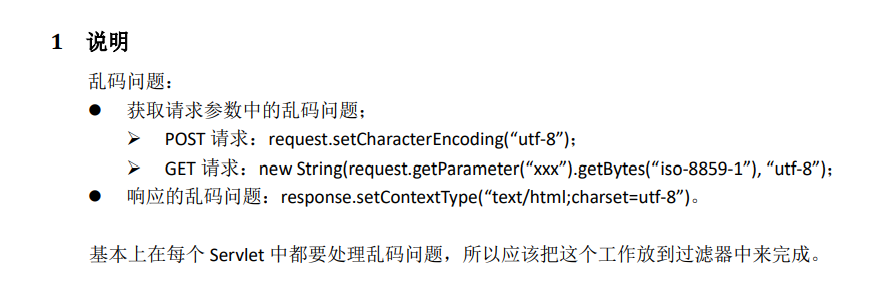 1 说明
乱码问题：
● 获取请求参数中的乱码问题；
➢ POST 请求：request.setCharacterEncoding(“utf-8”)；
➢ GET 请求：new String(request.getParameter(“xxx”).getBytes(“iso-8859-1”), “utf-8”)；
● 响应的乱码问题：response.setContextType(“text/html;charset=utf-8”)。
基本上在每个 Servlet 中都要处理乱码问题，所以应该把这个工作放到过滤器中来完成。